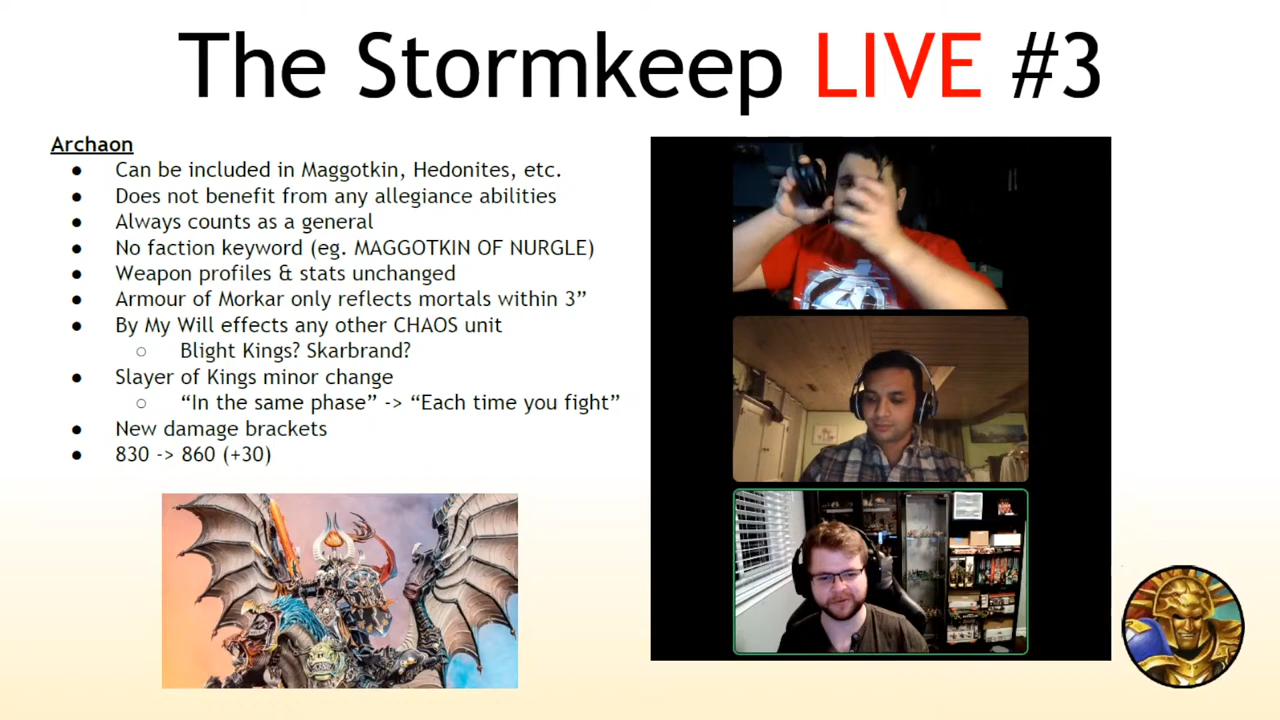 The Stormkeep LIVE #3
Archaon
● Can be included in Maggotkin, Hedonites, etc.
● Does not benefit from any allegiance abilities
● Always counts as a general
● No faction keyword (eg. MAGGOTKIN OF NURGLE)
● Weapon profiles & stats unchanged
● Armour of Morkar only reflects mortals within 3”
● By My Will effects any other CHAOS unit
○ Blight Kings? Skarbrand?
● Slayer of Kings minor change
○ “In the same phase” -> “Each time you fight”
● New damage brackets
● 830 -> 860 (+30)